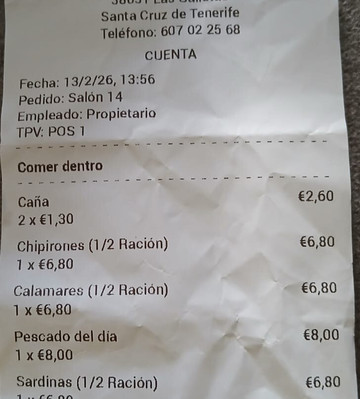 Santa Cruz de Tenerife
Teléfono: 607 02 25 68
CUENTA
Fecha: 13/2/26, 13:56
Pedido: Salón 14
Empleado: Propietario
TPV: POS 1
Comer dentro
Caña €2,60
2 x €1,30
Chipirones (1/2 Ración) €6,80
1 x €6,80
Calamares (1/2 Ración) €6,80
1 x €6,80
Pescado del día €8,00
1 x €8,00
Sardinas (1/2 Ración) €6,80